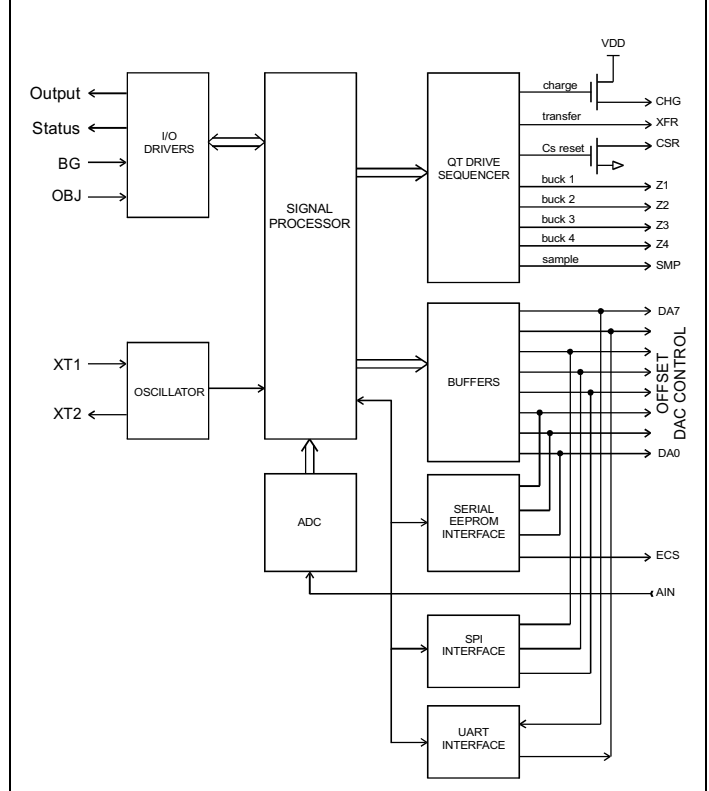 VDD
Output
Status
BG
OBJ
I/O
DRIVERS
SIGNAL
PROCESSOR
QT DRIVE
SEQUENCER
charge
CHG
transfer
XFR
Cs reset
CSR
buck 1
Z1
buck 2
Z2
buck 3
Z3
buck 4
Z4
sample
SMP
XT1
XT2
OSCILLATOR
BUFFERS
DA7
OFFSET
DAC CONTROL
DA0
ADC
SERIAL
EEPROM
INTERFACE
ECS
AIN
SPI
INTERFACE
UART
INTERFACE